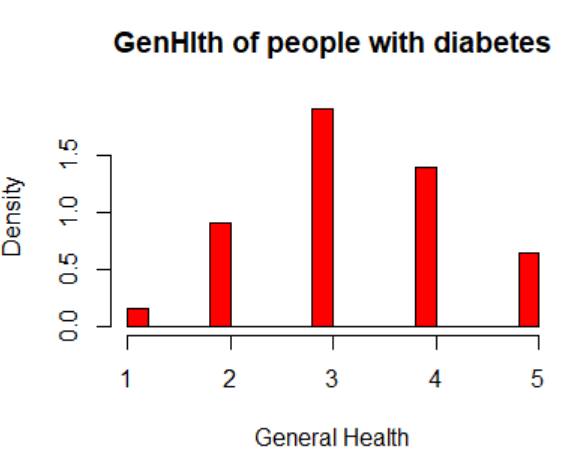 GenHlth of people with diabetes
Density
1.5
1.0
0.5
0.0
1 2 3 4 5
General Health